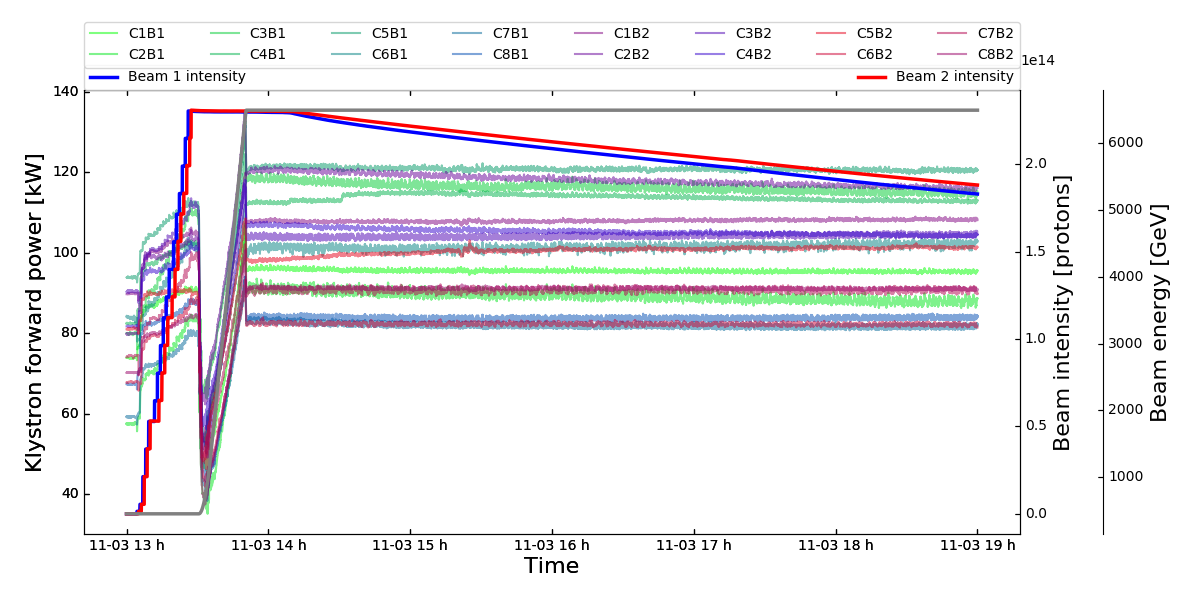 C1B1 C3B1 C5B1 C7B1 C1B2 C3B2 C5B2 C7B2
C2B1 C4B1 C6B1 C8B1 C2B2 C4B2 C6B2 C8B2
Beam 1 intensity Beam 2 intensity
1e14
140
120
100
80
60
40
Klystron forward power [kW]
2.0
1.5
1.0
0.5
0.0
Beam intensity [protons]
6000
5000
4000
3000
2000
1000
Beam energy [GeV]
11-03 13 h 11-03 14 h 11-03 15 h 11-03 16 h 11-03 17 h 11-03 18 h 11-03 19 h
Time